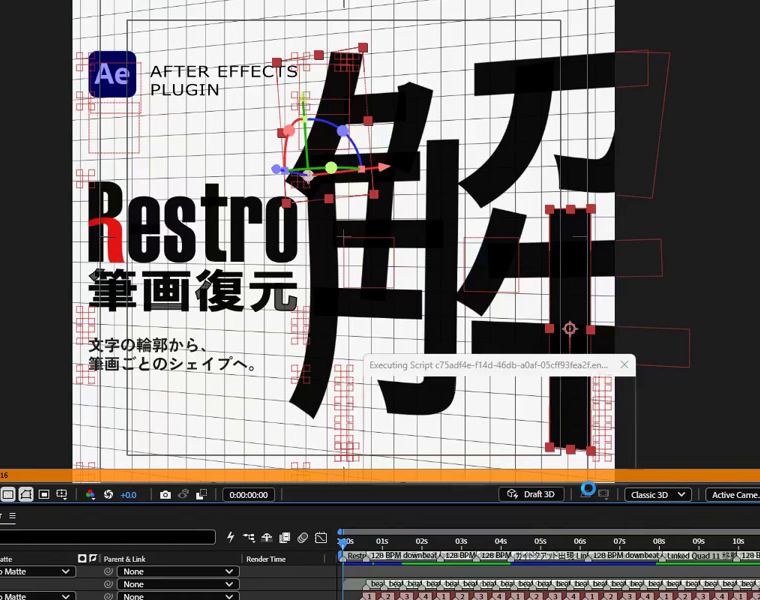 Ae
AFTER EFFECTS
PLUGIN
解
Restro
筆画復元
文字の輪郭から、
筆画ごとのシェイプへ。
Executing Script c75adf4e-f14d-46db-a0af-05cff93fea2f.en...
16
+0.0
0:00:00:00
Draft 3D
Classic 3D
Active Came
Matte
Parent & Link
Render Time
00s
01s
02s
03s
04s
05s
06s
07s
08s
09s
10s
o Matte
None
None
o Matte
None